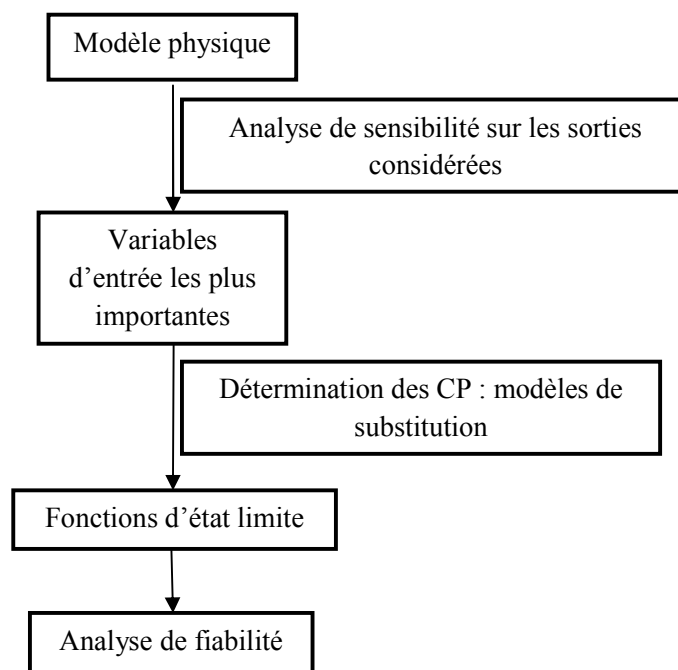 Modèle physique
Analyse de sensibilité sur les sorties
considérées
Variables
d’entrée les plus
importantes
Détermination des CP : modèles de
substitution
Fonctions d’état limite
Analyse de fiabilité